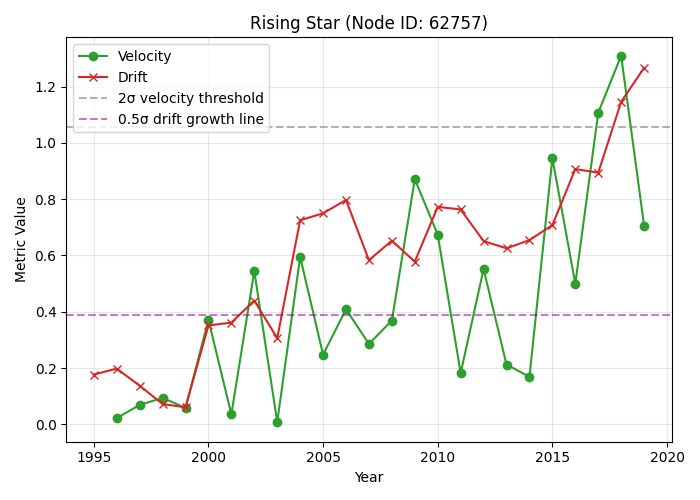 Rising Star (Node ID: 62757)
Velocity
Drift
2σ velocity threshold
0.5σ drift growth line
Metric Value
1.2
1.0
0.8
0.6
0.4
0.2
0.0
1995 2000 2005 2010 2015 2020
Year